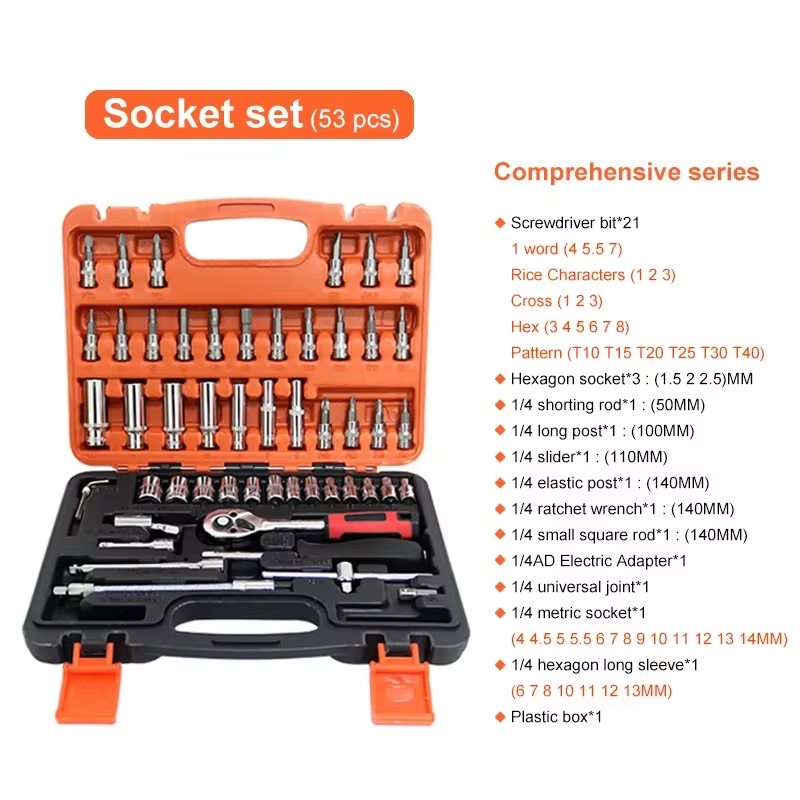 Socket set (53 pcs)
Comprehensive series
Screwdriver bit*21
1 word (4 5.5 7)
Rice Characters (1 2 3)
Cross (1 2 3)
Hex (3 4 5 6 7 8)
Pattern (T10 T15 T20 T25 T30 T40)
Hexagon socket*3 : (1.5 2 2.5)MM
1/4 shorting rod*1 : (50MM)
1/4 long post*1 : (100MM)
1/4 slider*1 : (110MM)
1/4 elastic post*1 : (140MM)
1/4 ratchet wrench*1 : (140MM)
1/4 small square rod*1 : (140MM)
1/4AD Electric Adapter*1
1/4 universal joint*1
1/4 metric socket*1
(4 4.5 5 5.5 6 7 8 9 10 11 12 13 14MM)
1/4 hexagon long sleeve*1
(6 7 8 10 11 12 13MM)
Plastic box*1